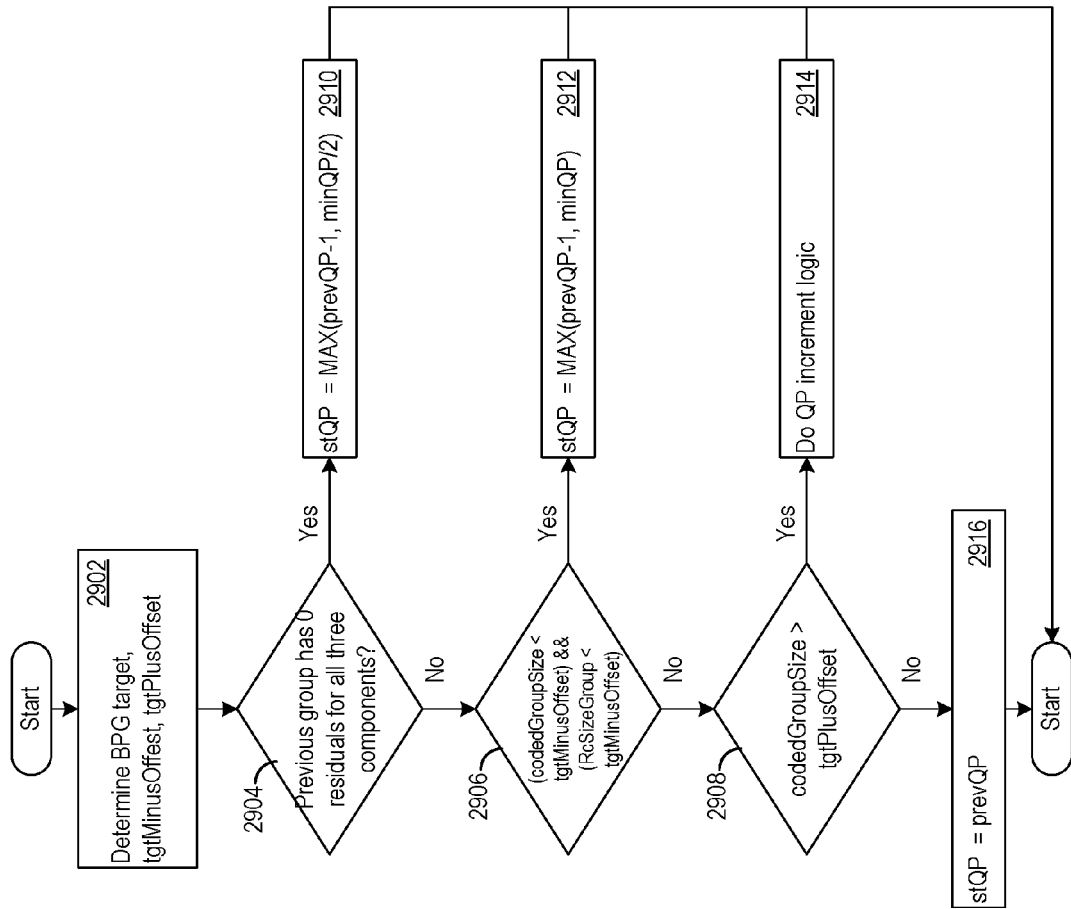 Start
2902
Determine BPG target,
tgtMinusOffest, tgtPlusOffset
2904
Previous group has 0
residuals for all three
components?
Yes
stQP = MAX(prevQP-1, minQP/2) 2910
No
2906
(codedGroupSize <
tgtMinusOffset) &&
(RcSizeGroup <
tgtMinusOffset)
Yes
stQP = MAX(prevQP-1, minQP) 2912
No
2908
codedGroupSize >
tgtPlusOffset
Yes
Do QP increment logic 2914
No
stQP = prevQP 2916
Start